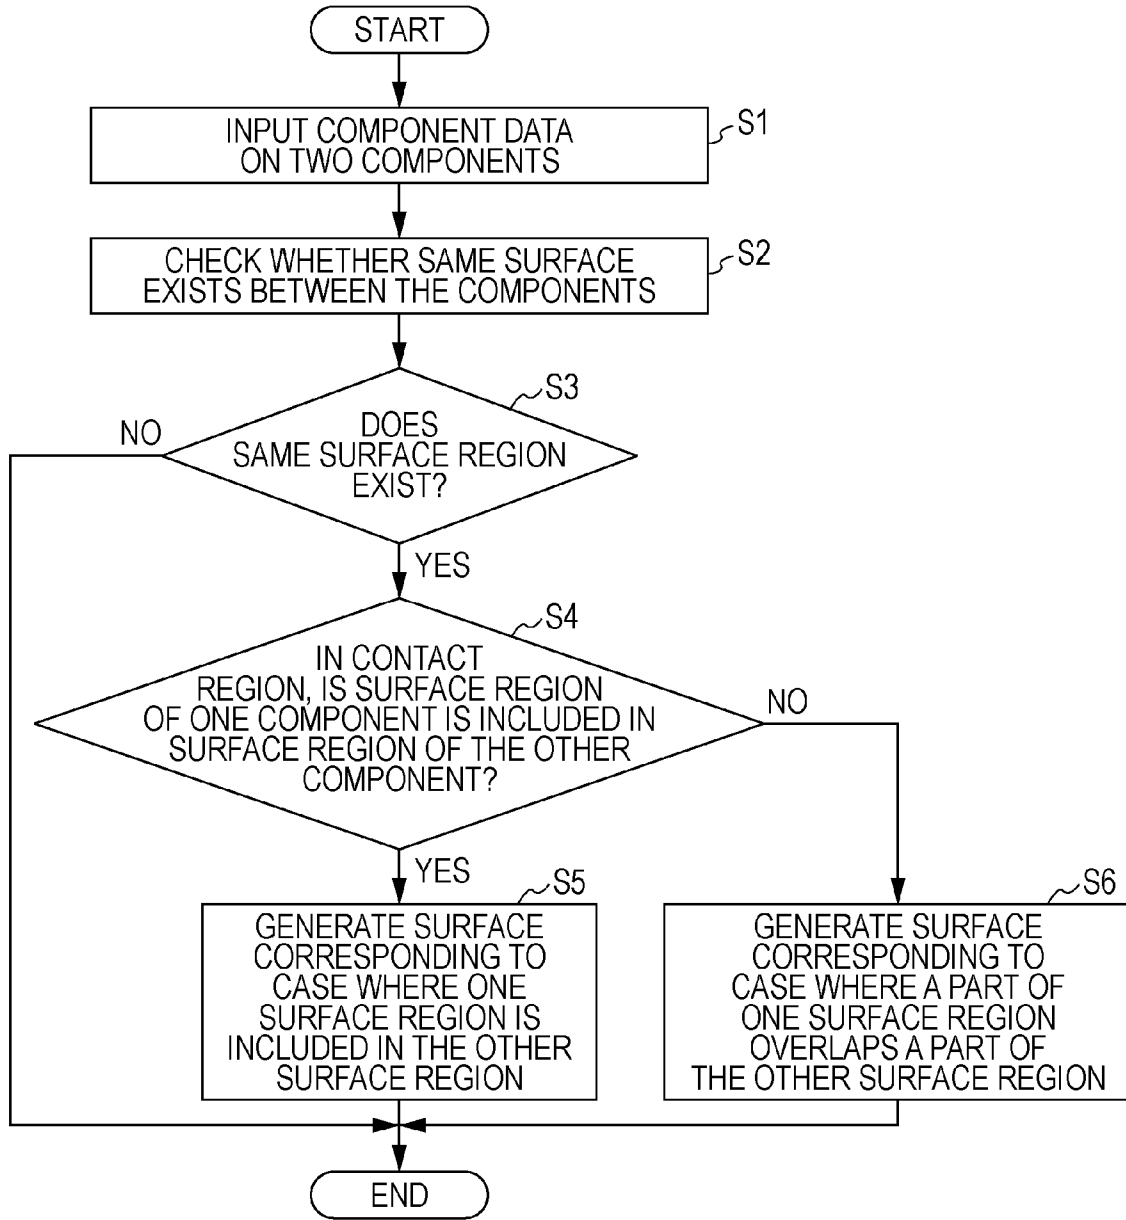 START
INPUT COMPONENT DATA
ON TWO COMPONENTS
S1
CHECK WHETHER SAME SURFACE
EXISTS BETWEEN THE COMPONENTS
S2
DOES
SAME SURFACE REGION
EXIST?
S3
NO
YES
IN CONTACT
REGION, IS SURFACE REGION
OF ONE COMPONENT IS INCLUDED IN
SURFACE REGION OF THE OTHER
COMPONENT?
S4
NO
YES
S5
GENERATE SURFACE
CORRESPONDING TO
CASE WHERE ONE
SURFACE REGION IS
INCLUDED IN THE OTHER
SURFACE REGION
S6
GENERATE SURFACE
CORRESPONDING TO
CASE WHERE A PART OF
ONE SURFACE REGION
OVERLAPS A PART OF
THE OTHER SURFACE REGION
END